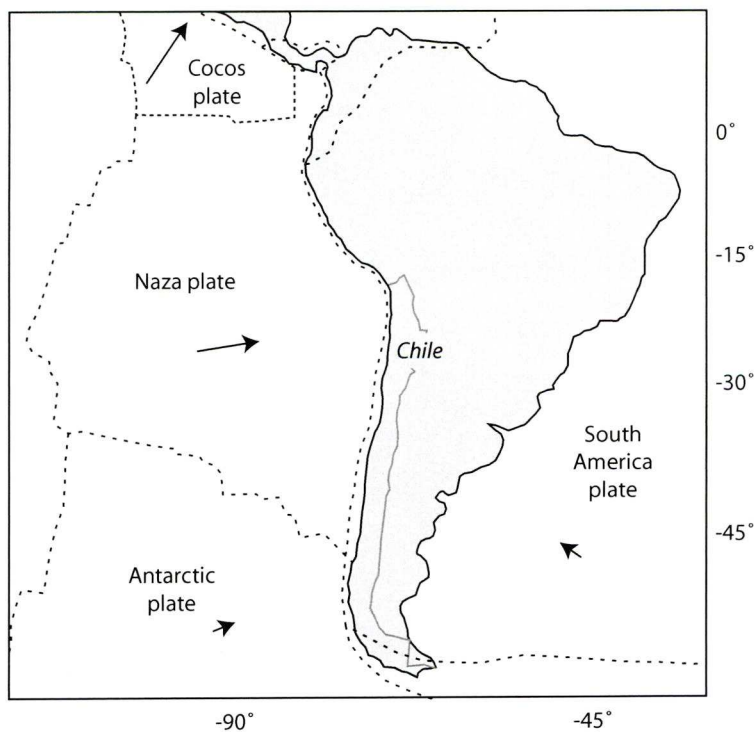 Cocos
plate
0˚
-15˚
Naza plate
Chile
-30˚
South
America
plate
-45˚
Antarctic
plate
-90˚
-45˚